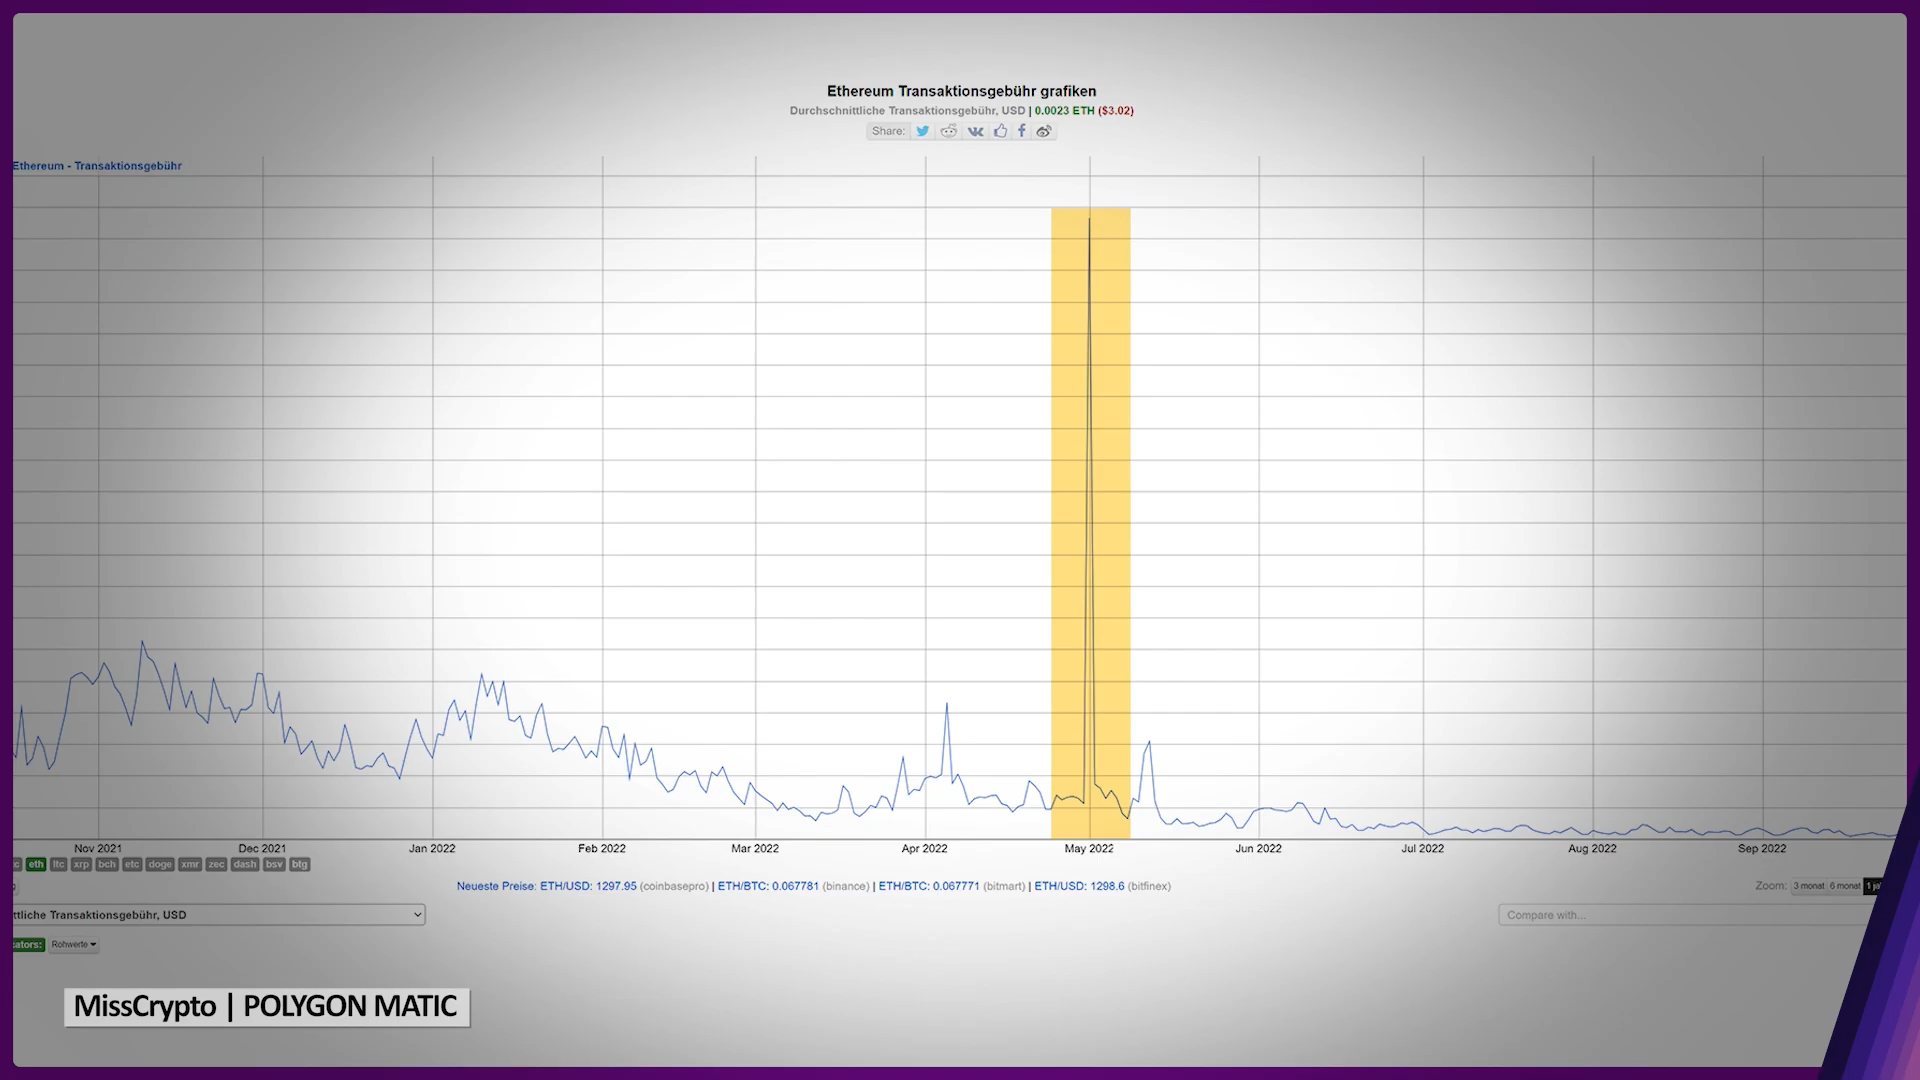 Ethereum Transaktionsgebühr grafiken
Durchschnittliche Transaktionsgebühr, USD | 0.0023 ETH ($3.02)
Share:
Ethereum - Transaktionsgebühr
Nov 2021 Dec 2021 Jan 2022 Feb 2022 Mar 2022 Apr 2022 May 2022 Jun 2022 Jul 2022 Aug 2022 Sep 2022
c eth ltc xrp bch etc doge xmr zec dash bsv btg
Neueste Preise: ETH/USD: 1297.95 (coinbasepro) | ETH/BTC: 0.067781 (binance) | ETH/BTC: 0.067771 (bitmart) | ETH/USD: 1298.6 (bitfinex)
Zoom: 3 monat 6 monat 1 ja
ttliche Transaktionsgebühr, USD
Compare with...
ators: Rohwerte
MissCrypto | POLYGON MATIC